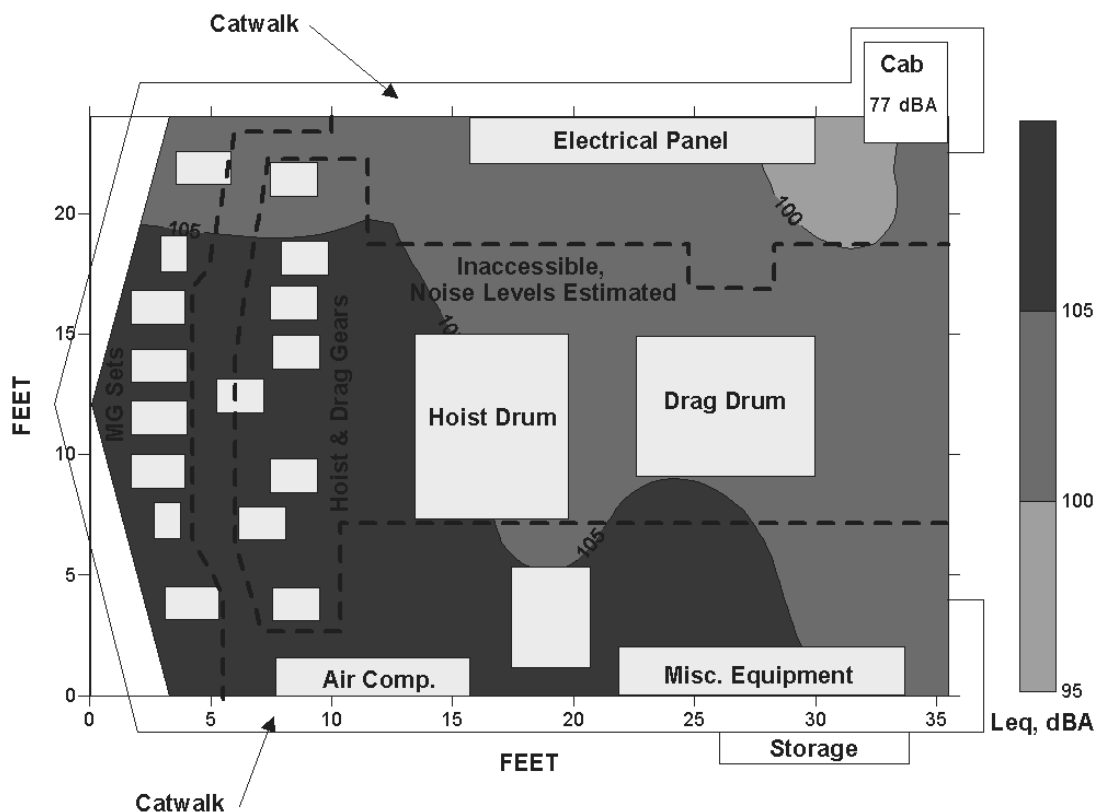 Catwalk
Cab
77 dBA
Electrical Panel
100
20
105
Inaccessible,
Noise Levels Estimated
105
15
FEET
MG Sets
Hoist & Drag Gears
Hoist Drum
Drag Drum
10
105
5
Air Comp.
Misc. Equipment
0
0
5
10
15
20
25
30
35
FEET
Storage
Catwalk
100
95
Leq, dBA